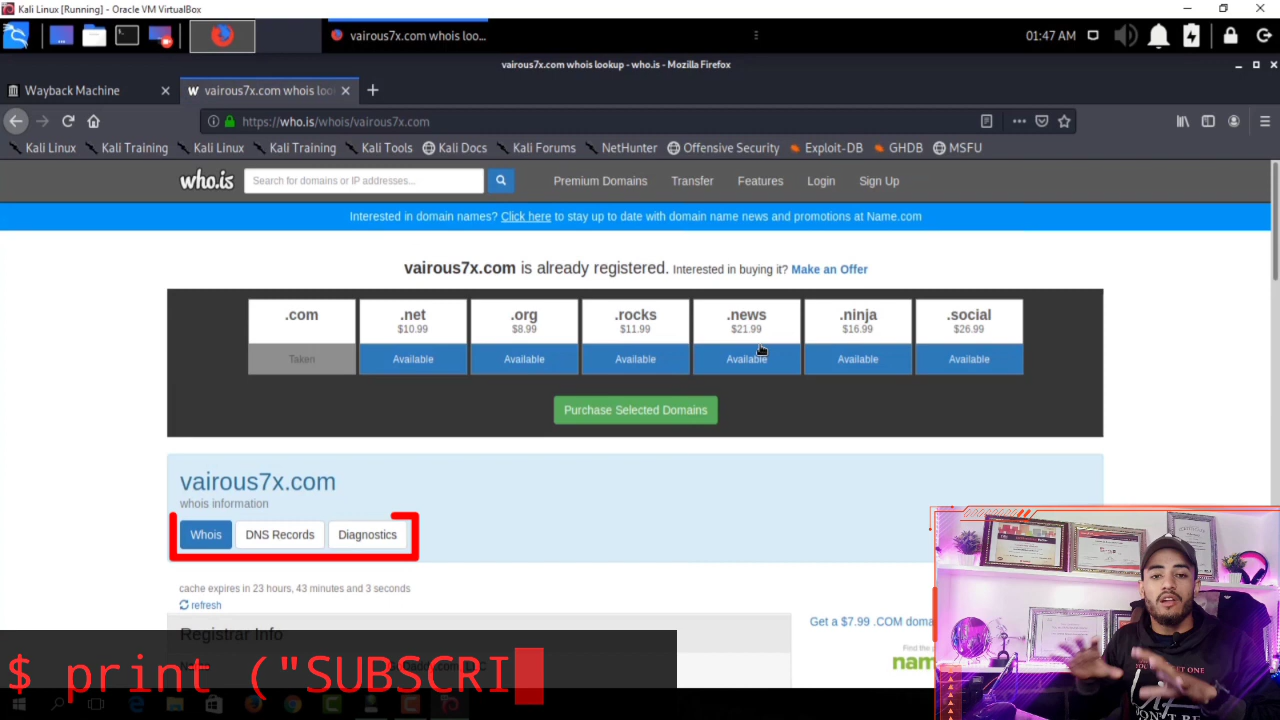 Kali Linux [Running] - Oracle VM VirtualBox
vairous7x.com whois loo...
01:47 AM
vairous7x.com whois lookup - who.is - Mozilla Firefox
Wayback Machine
W vairous7x.com whois loo
https://who.is/whois/vairous7x.com
Kali Linux Kali Training Kali Linux Kali Training Kali Tools Kali Docs Kali Forums NetHunter Offensive Security Exploit-DB GHDB MSFU
who.is Search for domains or IP addresses... Premium Domains Transfer Features Login Sign Up
Interested in domain names? Click here to stay up to date with domain name news and promotions at Name.com
vairous7x.com is already registered. Interested in buying it? Make an Offer
.com .net .org .rocks .news .ninja .social
$10.99 $8.99 $11.99 $21.99 $16.99 $26.99
Taken Available Available Available Available Available Available
Purchase Selected Domains
vairous7x.com
whois information
Whois DNS Records Diagnostics
cache expires in 23 hours, 43 minutes and 3 seconds
refresh
Registrar Info
Get a $7.99 .COM doma
Find the
nam
$ print ("SUBSCRI